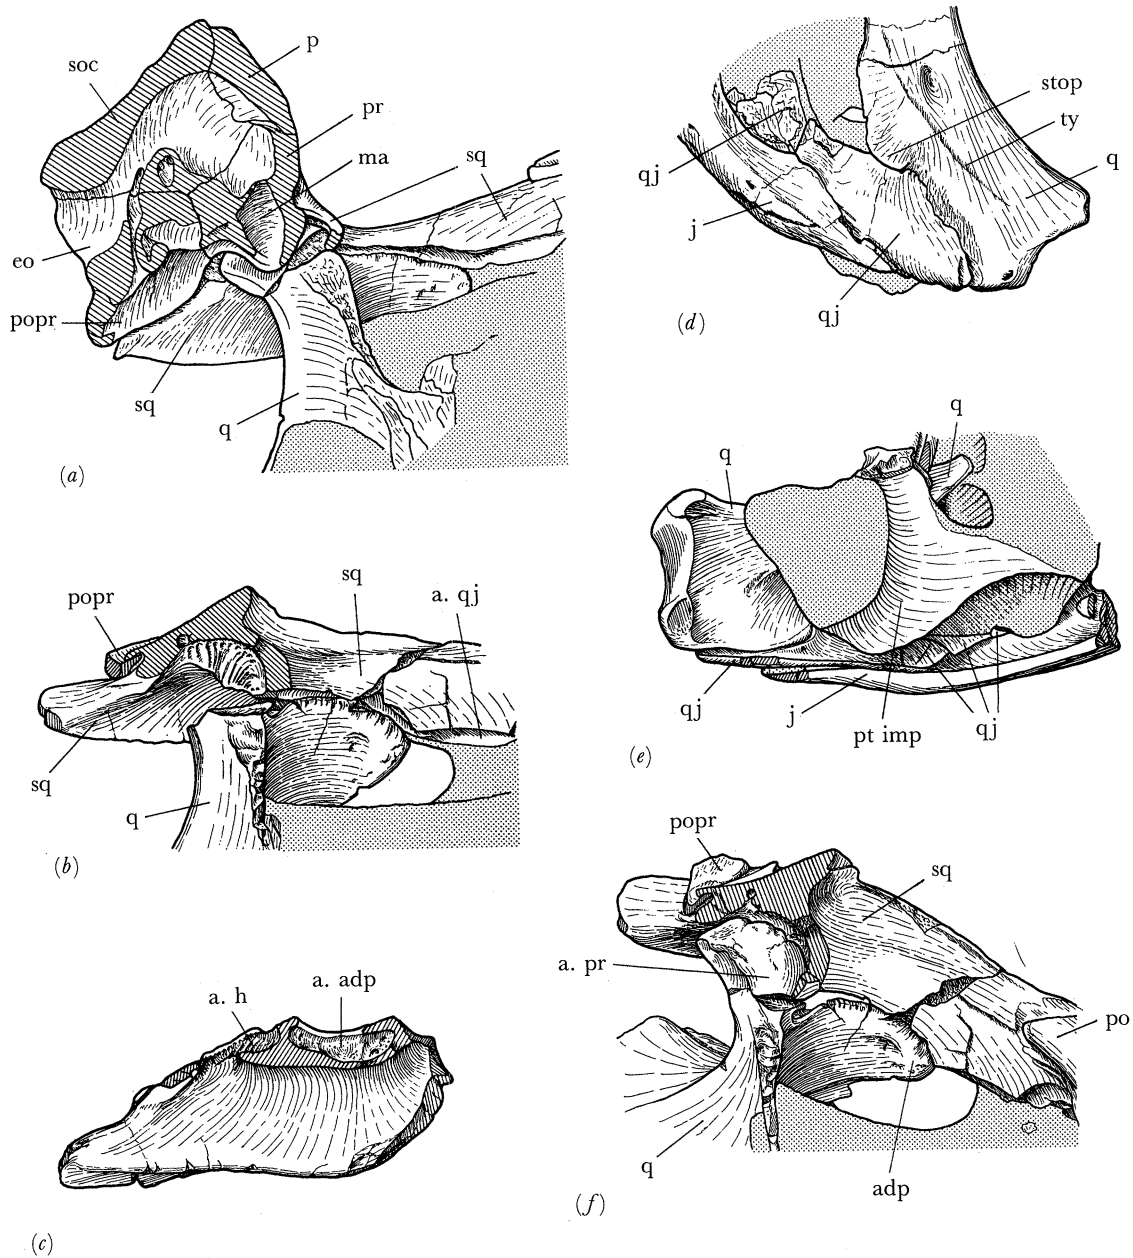 p
soc
pr
ma
sq
eo
popr
sq
q
(a)
stop
ty
q
qj
j
qj
(d)
sq
popr
a. qj
sq
q
(b)
q
q
qj
j
pt imp
qj
(e)
a. h
a. adp
(c)
popr
sq
a. pr
po
q
adp
(f)